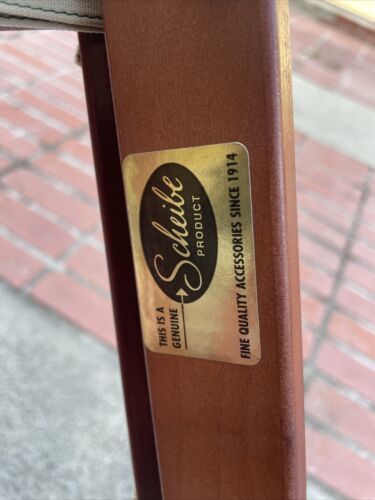 THIS IS A
GENUINE
Scheibe
PRODUCT
FINE QUALITY ACCESSORIES SINCE 1914